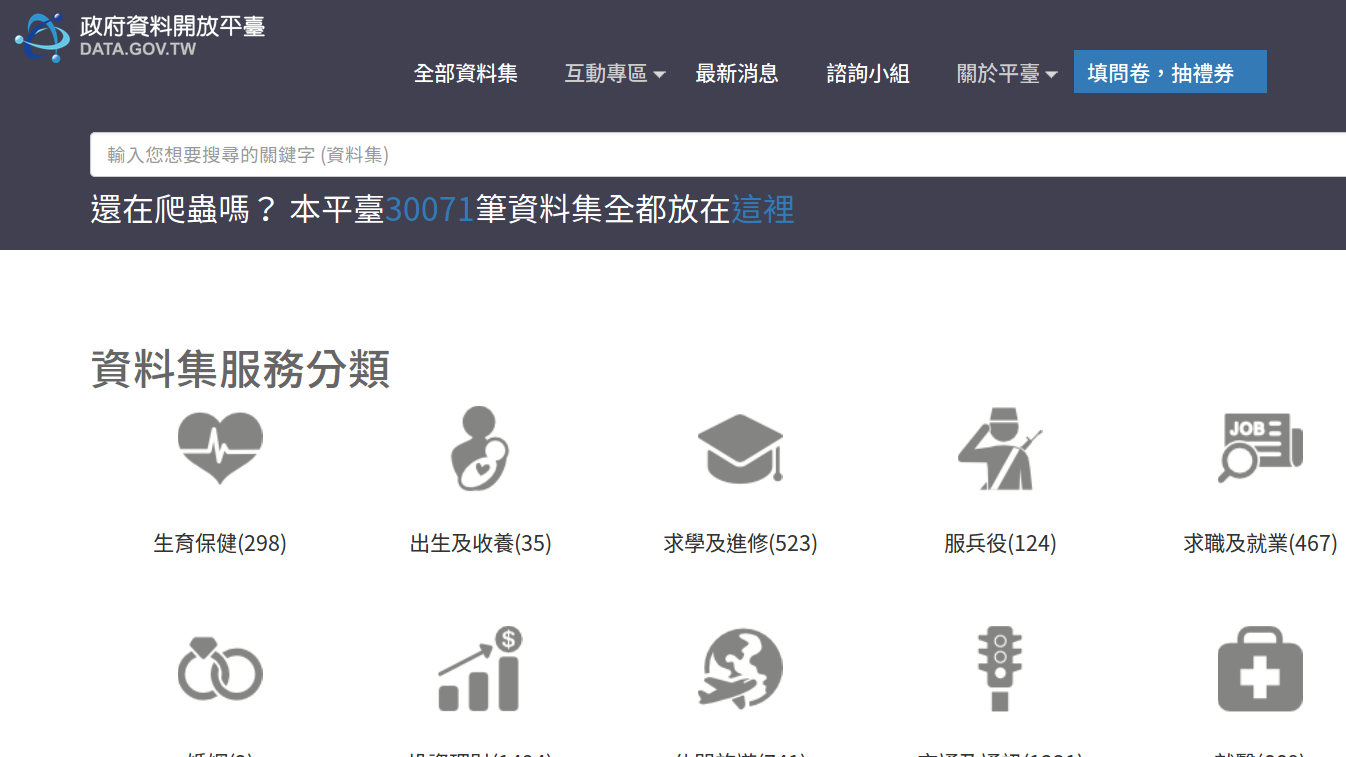 政府資料開放平臺
DATA.GOV.TW
全部資料集 互動專區 最新消息 諮詢小組 關於平臺 填問卷，抽禮券
輸入您想要搜尋的關鍵字 (資料集)
還在爬蟲嗎？ 本平臺30071筆資料集全都放在這裡
資料集服務分類
JOB
生育保健(298) 出生及收養(35) 求學及進修(523) 服兵役(124) 求職及就業(467)
$